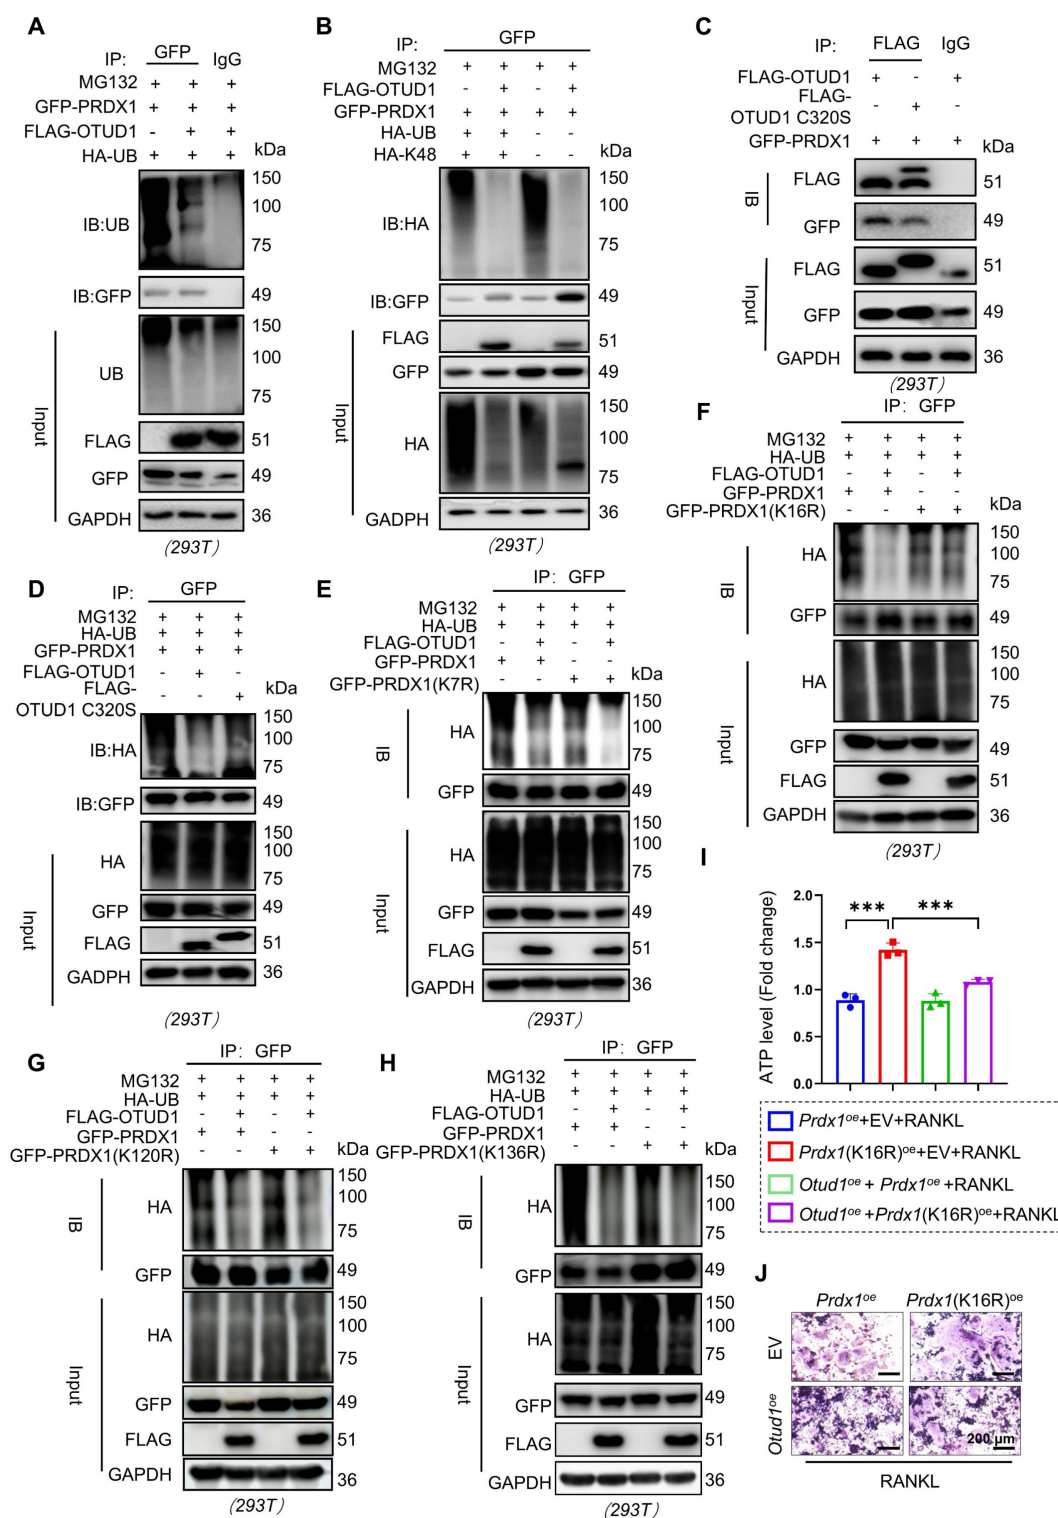 A
IP: GFP IgG
MG132 + + +
GFP-PRDX1 + + +
FLAG-OTUD1 - + +
HA-UB + + + kDa
IB:UB 150
100
75
IB:GFP 49
Input
UB 150
100
75
FLAG 51
GFP 49
GAPDH 36
(293T)
B
IP: GFP
MG132 + + + +
FLAG-OTUD1 - + - +
GFP-PRDX1 + + + +
HA-UB + + - -
HA-K48 + + - - kDa
IB:HA 150
100
75
IB:GFP 49
Input
FLAG 51
GFP 49
HA 150
100
75
GADPH 36
(293T)
C
IP: FLAG IgG
FLAG-OTUD1 + - +
FLAG-
OTUD1 C320S - + -
GFP-PRDX1 + + + kDa
IB
FLAG 51
GFP 49
Input
FLAG 51
GFP 49
GAPDH 36
(293T)
D
IP: GFP
MG132 + + +
HA-UB + + +
GFP-PRDX1 + + +
FLAG-OTUD1 - + -
FLAG-
OTUD1 C320S - - + kDa
IB:HA 150
100
75
IB:GFP 49
Input
HA 150
100
75
GFP 49
FLAG 51
GADPH 36
(293T)
E
IP: GFP
MG132 + + + +
HA-UB + + + +
FLAG-OTUD1 - + - +
GFP-PRDX1 + + - -
GFP-PRDX1(K7R) - - + + kDa
IB
HA 150
100
75
GFP 49
Input
HA 150
100
75
GFP 49
FLAG 51
GAPDH 36
(293T)
F
IP: GFP
MG132 + + + +
HA-UB + + + +
FLAG-OTUD1 - + - +
GFP-PRDX1 + + - -
GFP-PRDX1(K16R) - - + + kDa
IB
HA 150
100
75
GFP 49
Input
HA 150
100
75
GFP 49
FLAG 51
GAPDH 36
(293T)
G
IP: GFP
MG132 + + + +
HA-UB + + + +
FLAG-OTUD1 - + - +
GFP-PRDX1 + + - -
GFP-PRDX1(K120R) - - + + kDa
IB
HA 150
100
75
GFP 49
Input
HA 150
100
75
GFP 49
FLAG 51
GAPDH 36
(293T)
H
IP: GFP
MG132 + + + +
HA-UB + + + +
FLAG-OTUD1 - + - +
GFP-PRDX1 + + - -
GFP-PRDX1(K136R) - - + + kDa
IB
HA 150
100
75
GFP 49
Input
HA 150
100
75
GFP 49
FLAG 51
GAPDH 36
(293T)
I
ATP level (Fold change)
2.0
1.5
1.0
0.5
0.0
*** ***
Prdx1oe+EV+RANKL
Prdx1(K16R)oe+EV+RANKL
Otud1oe + Prdx1oe +RANKL
Otud1oe +Prdx1(K16R)oe+RANKL
J
Prdx1oe Prdx1(K16R)oe
EV
Otud1oe
200 μm
RANKL